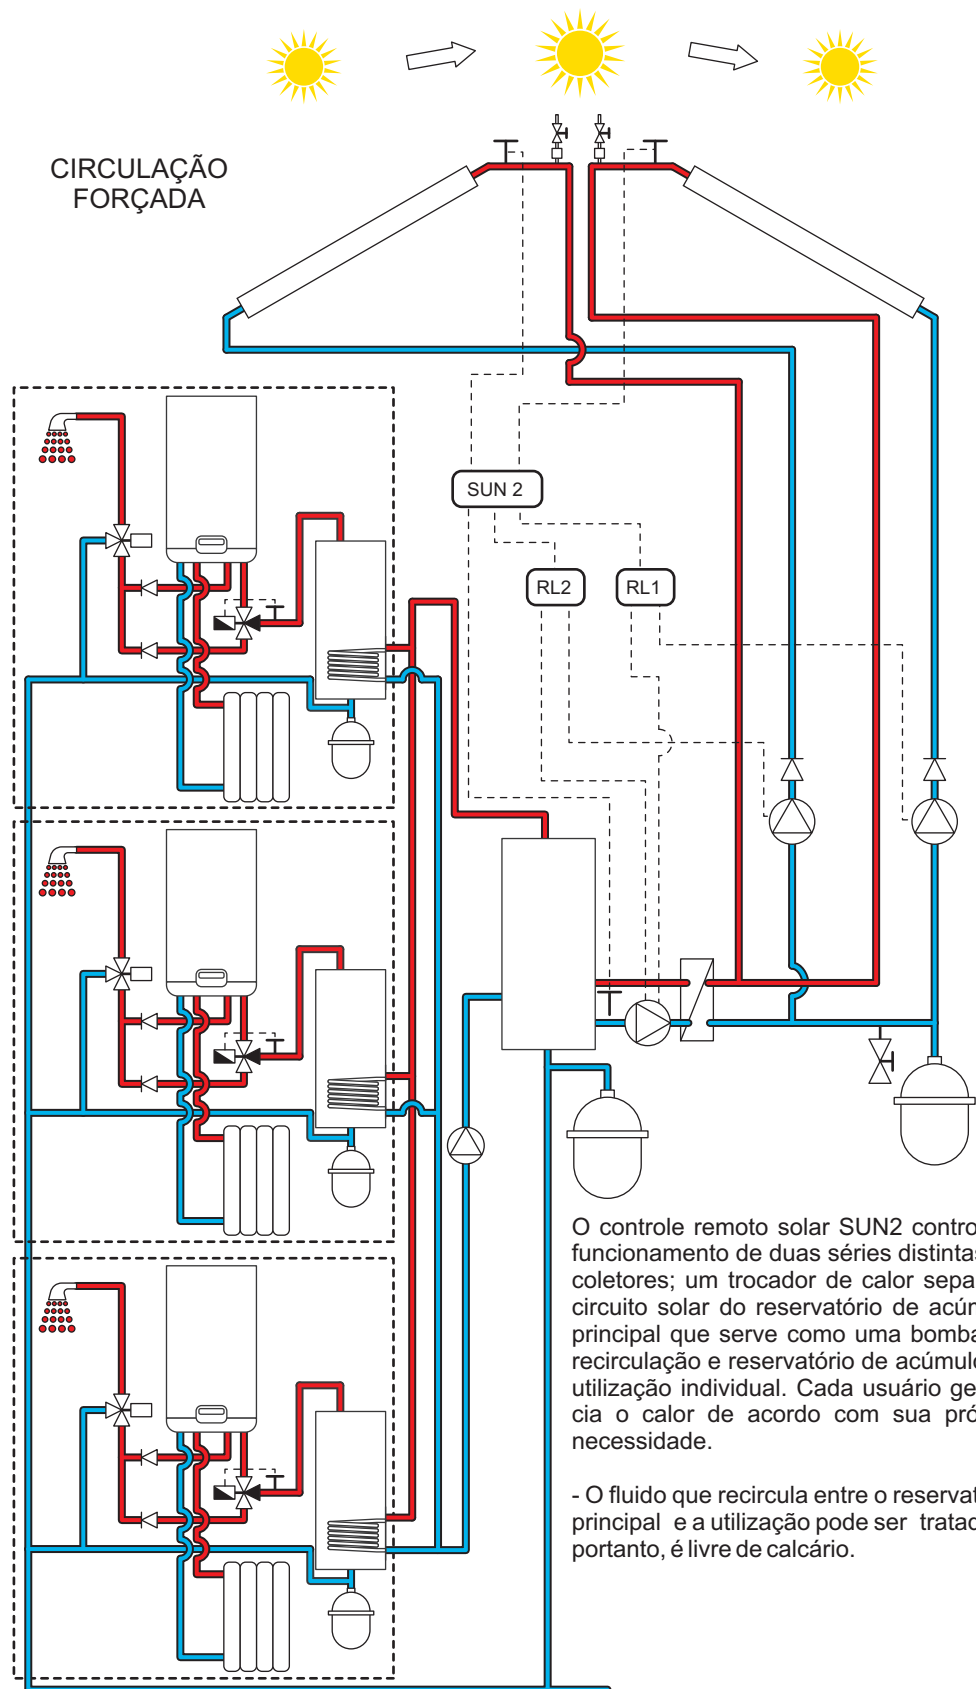 CIRCULAÇÃO
FORÇADA
SUN 2
RL2
RL1
O controle remoto solar SUN2 contro
funcionamento de duas séries distintas
coletores; um trocador de calor sepa
circuito solar do reservatório de acúm
principal que serve como uma bomba
recirculação e reservatório de acúmulo
utilização individual. Cada usuário ge
cia o calor de acordo com sua pró
necessidade.
- O fluido que recircula entre o reservat
principal e a utilização pode ser tratad
portanto, é livre de calcário.